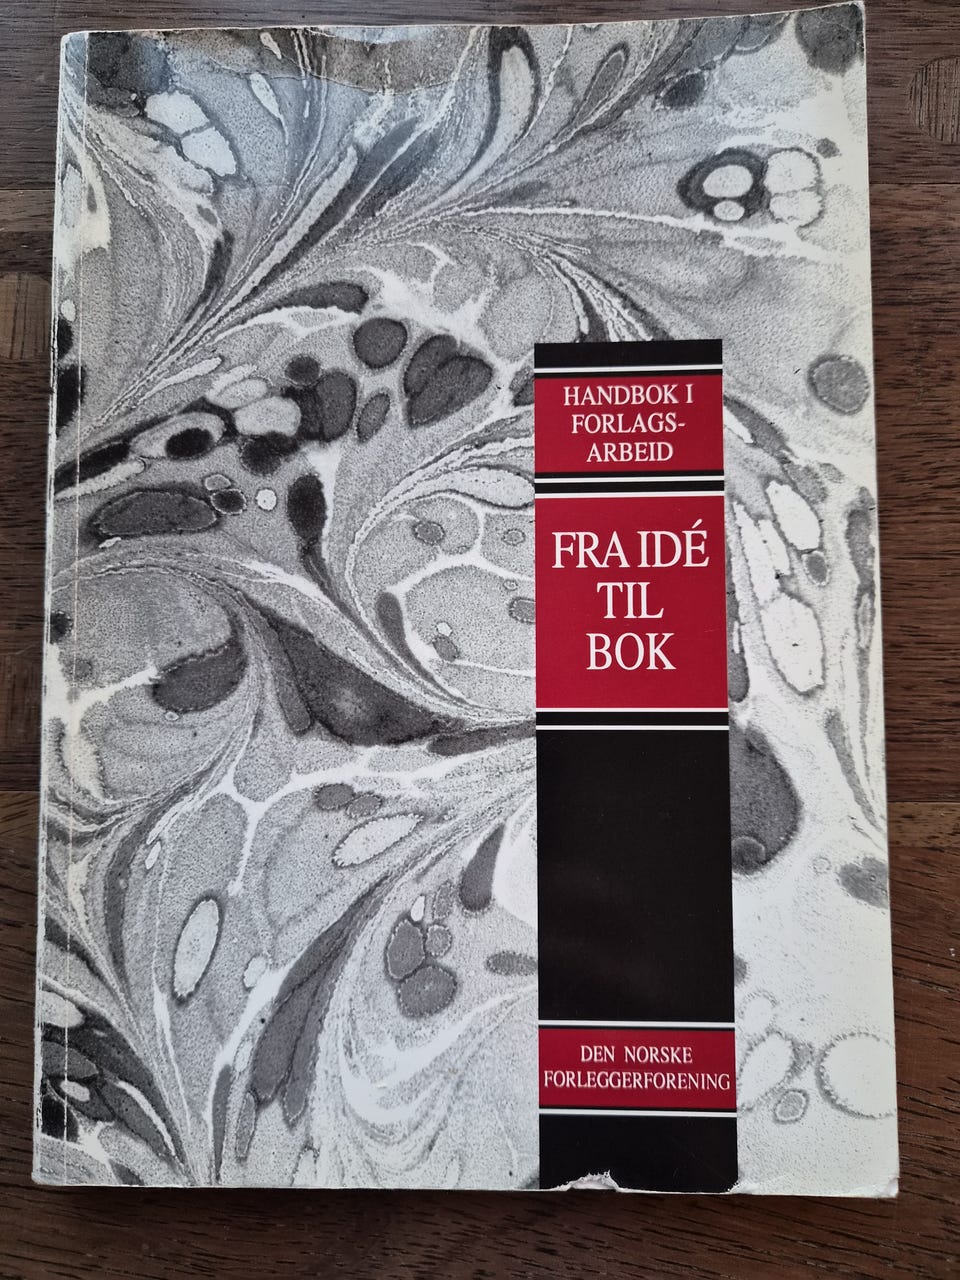 HANDBOK I
FORLAGS-
ARBEID
FRA IDÉ
TIL
BOK
DEN NORSKE
FORLEGGERFORENING